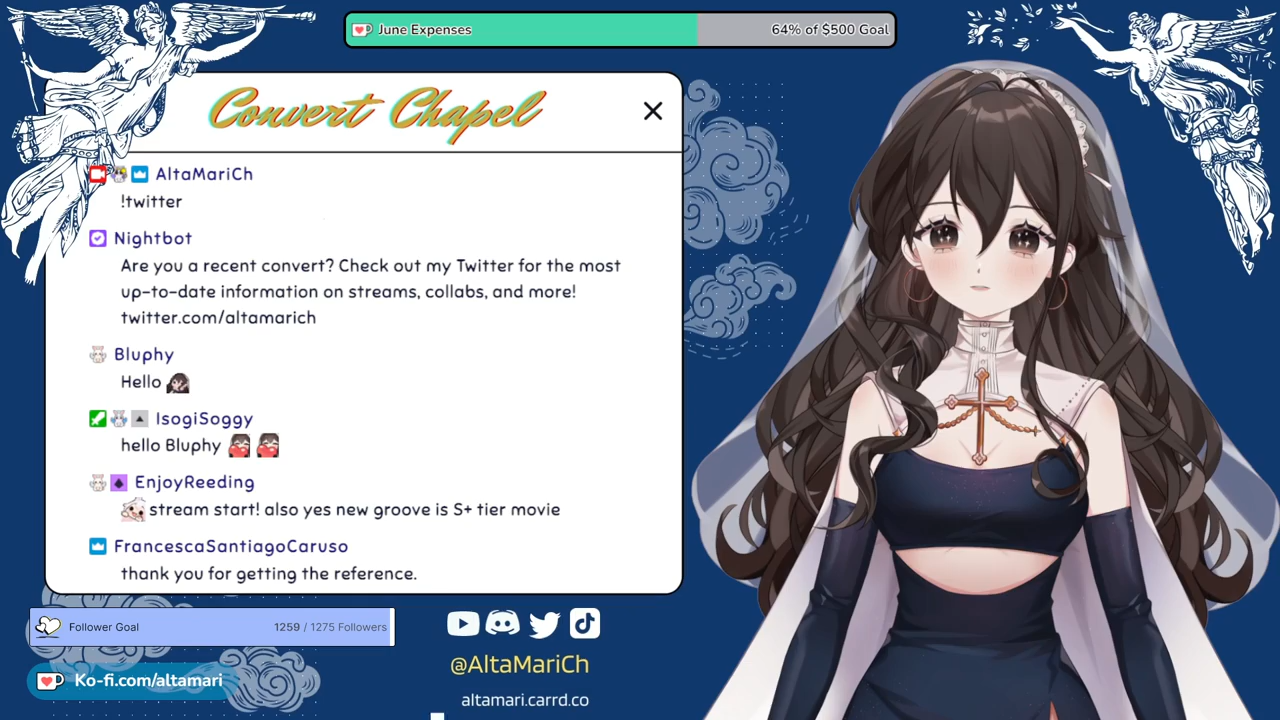 June Expenses
64% of $500 Goal
Convert Chapel
AltaMariCh
!twitter
Nightbot
Are you a recent convert? Check out my Twitter for the most
up-to-date information on streams, collabs, and more!
twitter.com/altamarich
Bluphy
Hello
IsogiSoggy
hello Bluphy
EnjoyReeding
stream start! also yes new groove is S+ tier movie
FrancescaSantiagoCaruso
thank you for getting the reference.
Follower Goal
1259 / 1275 Followers
Ko-fi.com/altamari
@AltaMariCh
altamari.carrd.co